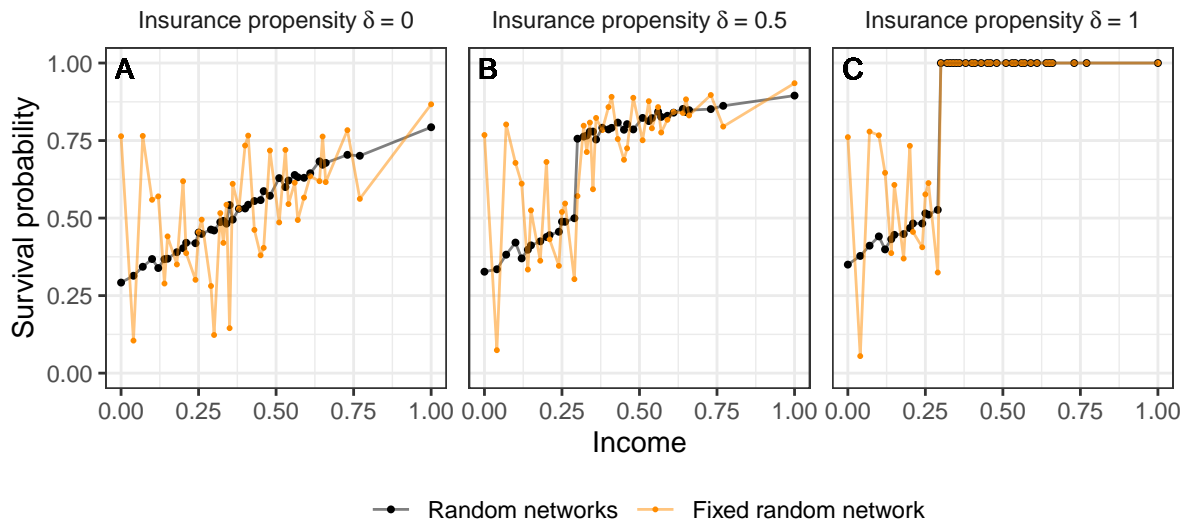 Insurance propensity δ = 0
Insurance propensity δ = 0.5
Insurance propensity δ = 1
A
B
C
Survival probability
1.00
0.75
0.50
0.25
0.00
0.00 0.25 0.50 0.75 1.00
0.00 0.25 0.50 0.75 1.00
0.00 0.25 0.50 0.75 1.00
Income
Random networks
Fixed random network